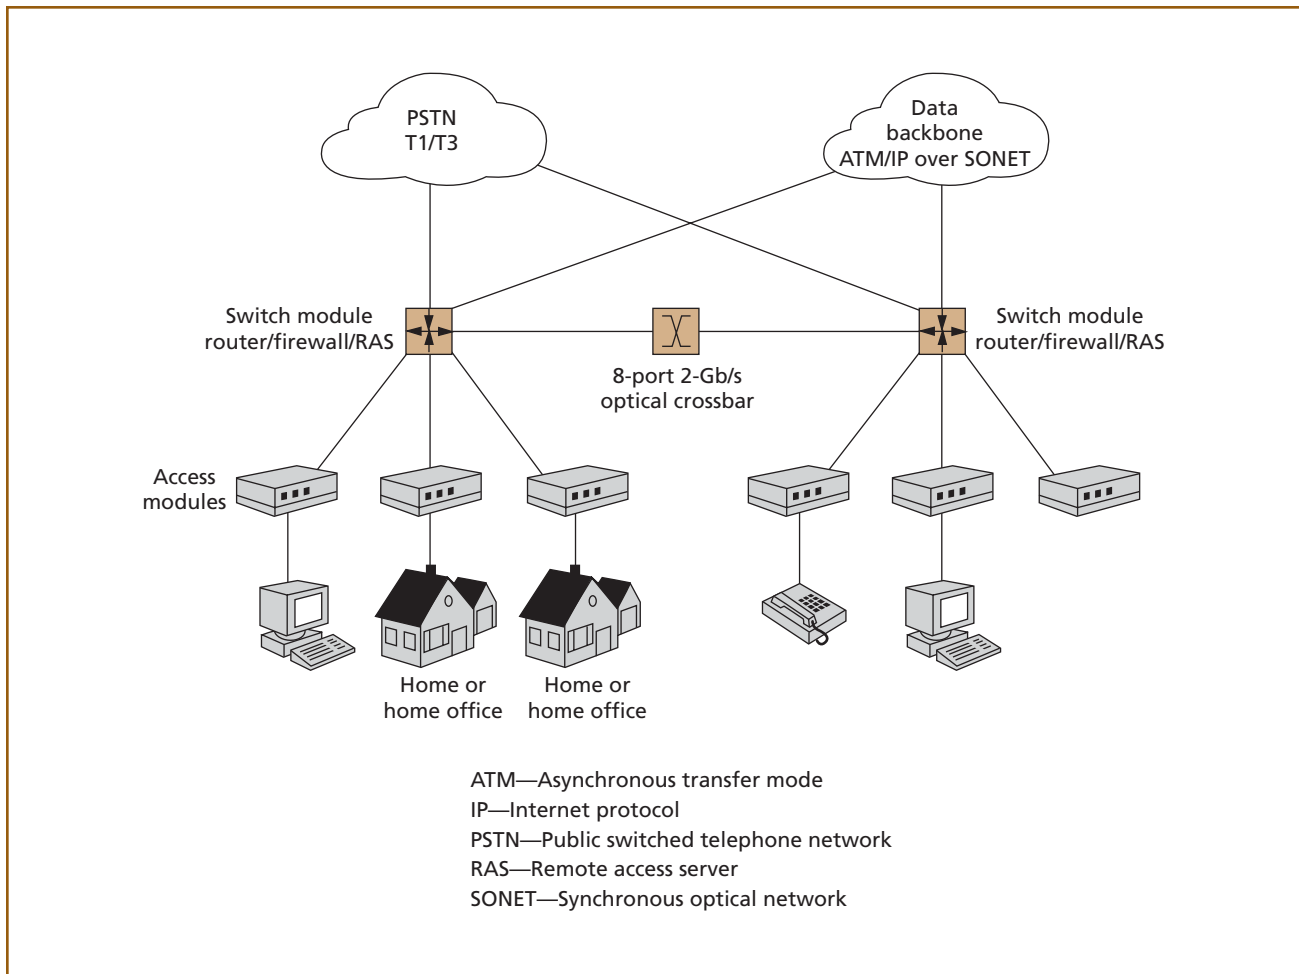 PSTN
T1/T3
Data
backbone
ATM/IP over SONET
Switch module
router/firewall/RAS
Switch module
router/firewall/RAS
8-port 2-Gb/s
optical crossbar
Access
modules
Home or
home office
Home or
home office
ATM—Asynchronous transfer mode
IP—Internet protocol
PSTN—Public switched telephone network
RAS—Remote access server
SONET—Synchronous optical network